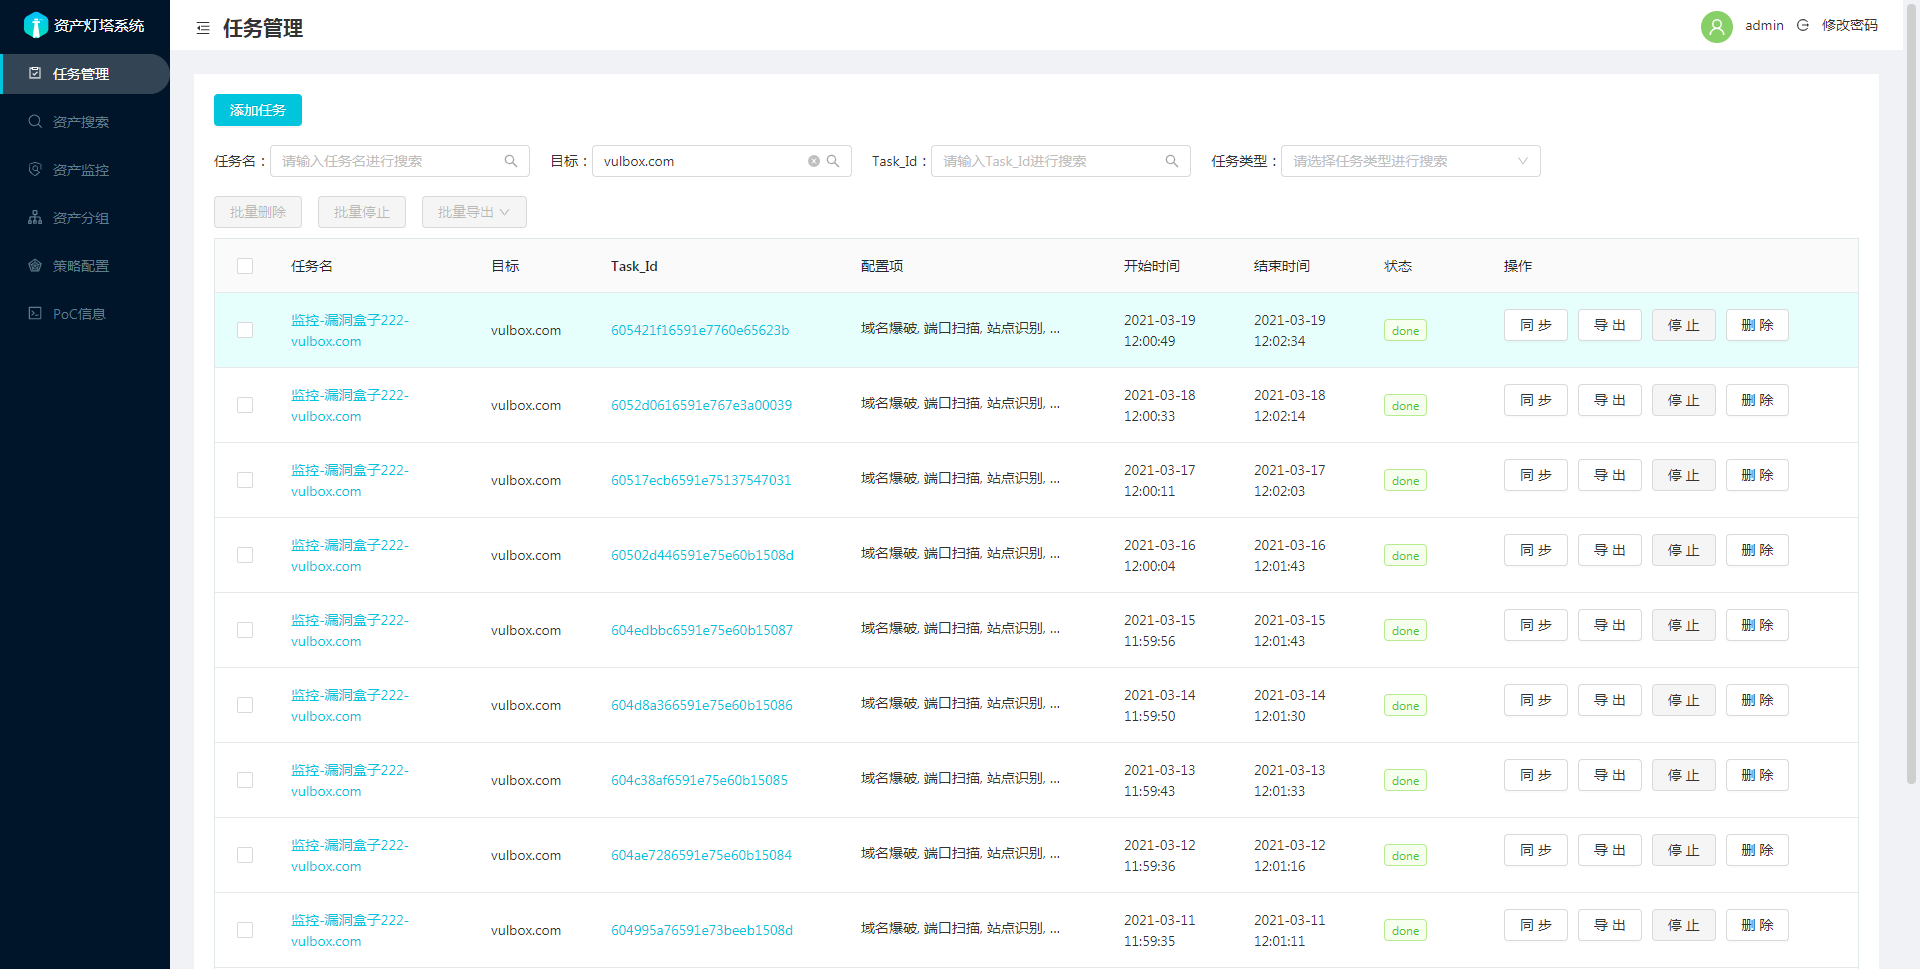 资产灯塔系统
任务管理
资产搜索
资产监控
资产分组
策略配置
PoC信息
任务管理
admin 修改密码
添加任务
任务名： 请输入任务名进行搜索 目标： vulbox.com Task_Id： 请输入Task_Id进行搜索 任务类型： 请选择任务类型进行搜索
批量删除 批量停止 批量导出
任务名 目标 Task_Id 配置项 开始时间 结束时间 状态 操作
监控-漏洞盒子222-vulbox.com vulbox.com 605421f16591e7760e65623b 域名爆破, 端口扫描, 站点识别, ... 2021-03-19 12:00:49 2021-03-19 12:02:34 done 同 步 导 出 停 止 删 除
监控-漏洞盒子222-vulbox.com vulbox.com 6052d0616591e767e3a00039 域名爆破, 端口扫描, 站点识别, ... 2021-03-18 12:00:33 2021-03-18 12:02:14 done 同 步 导 出 停 止 删 除
监控-漏洞盒子222-vulbox.com vulbox.com 60517ecb6591e75137547031 域名爆破, 端口扫描, 站点识别, ... 2021-03-17 12:00:11 2021-03-17 12:02:03 done 同 步 导 出 停 止 删 除
监控-漏洞盒子222-vulbox.com vulbox.com 60502d446591e75e60b1508d 域名爆破, 端口扫描, 站点识别, ... 2021-03-16 12:00:04 2021-03-16 12:01:43 done 同 步 导 出 停 止 删 除
监控-漏洞盒子222-vulbox.com vulbox.com 604edbbc6591e75e60b15087 域名爆破, 端口扫描, 站点识别, ... 2021-03-15 11:59:56 2021-03-15 12:01:43 done 同 步 导 出 停 止 删 除
监控-漏洞盒子222-vulbox.com vulbox.com 604d8a366591e75e60b15086 域名爆破, 端口扫描, 站点识别, ... 2021-03-14 11:59:50 2021-03-14 12:01:30 done 同 步 导 出 停 止 删 除
监控-漏洞盒子222-vulbox.com vulbox.com 604c38af6591e75e60b15085 域名爆破, 端口扫描, 站点识别, ... 2021-03-13 11:59:43 2021-03-13 12:01:33 done 同 步 导 出 停 止 删 除
监控-漏洞盒子222-vulbox.com vulbox.com 604ae7286591e75e60b15084 域名爆破, 端口扫描, 站点识别, ... 2021-03-12 11:59:36 2021-03-12 12:01:16 done 同 步 导 出 停 止 删 除
监控-漏洞盒子222-vulbox.com vulbox.com 604995a76591e73beeb1508d 域名爆破, 端口扫描, 站点识别, ... 2021-03-11 11:59:35 2021-03-11 12:01:11 done 同 步 导 出 停 止 删 除